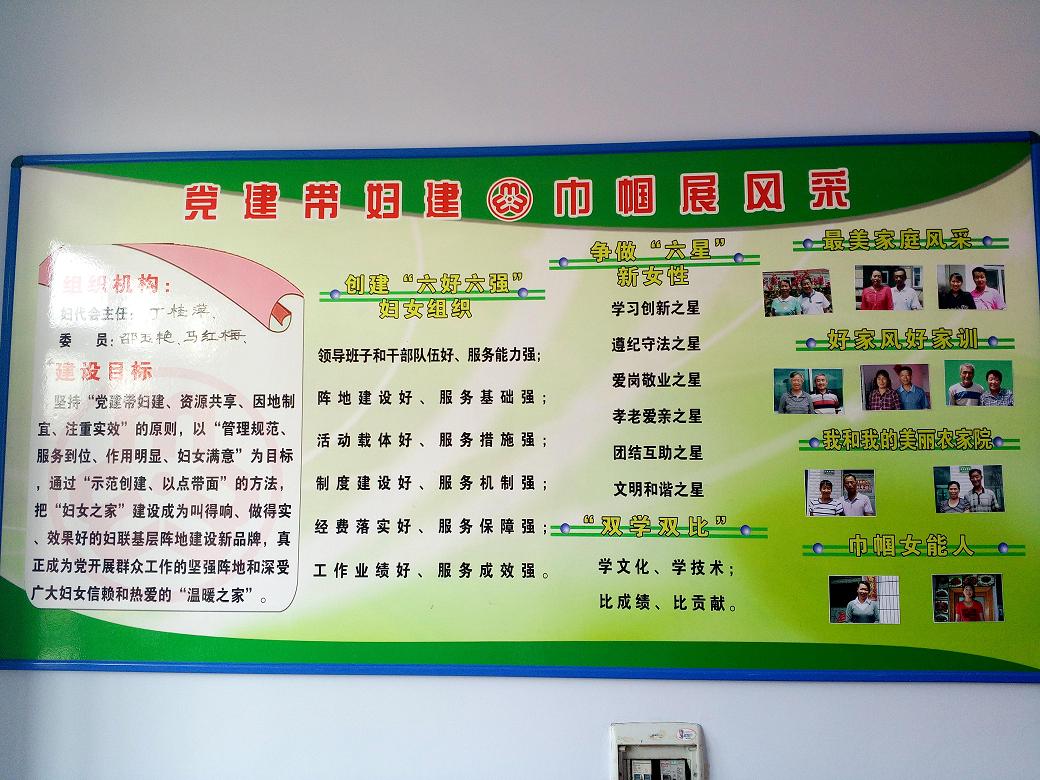 党建带妇建 巾帼展风采
组织机构：
妇代会主任：丁桂萍、
委 员：邵玉艳、马红梅、
建设目标
坚持“党建带妇建、资源共享、因地制
宜、注重实效”的原则，以“管理规范、
服务到位、作用明显、妇女满意”为目标
，通过“示范创建、以点带面”的方法，
把“妇女之家”建设成为叫得响、做得实
、效果好的妇联基层阵地建设新品牌，真
正成为党开展群众工作的坚强阵地和深受
广大妇女信赖和热爱的“温暖之家”。
创建“六好六强”
妇女组织
领导班子和干部队伍好、服务能力强；
阵地建设好、服务基础强；
活动载体好、服务措施强；
制度建设好、服务机制强；
经费落实好、服务保障强；
工作业绩好、服务成效强。
争做“六星”
新女性
学习创新之星
遵纪守法之星
爱岗敬业之星
孝老爱亲之星
团结互助之星
文明和谐之星
“双学双比”
学文化、学技术；
比成绩、比贡献。
最美家庭风采
好家风好家训
我和我的美丽农家院
巾帼女能人